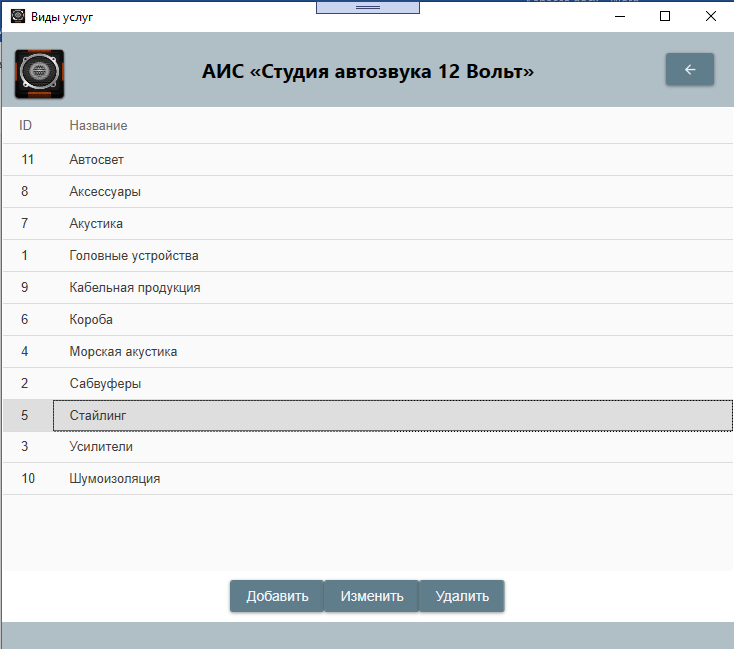 Виды услуг
АИС «Студия автозвука 12 Вольт»
ID Название
11 Автосвет
8 Аксессуары
7 Акустика
1 Головные устройства
9 Кабельная продукция
6 Короба
4 Морская акустика
2 Сабвуферы
5 Стайлинг
3 Усилители
10 Шумоизоляция
Добавить Изменить Удалить